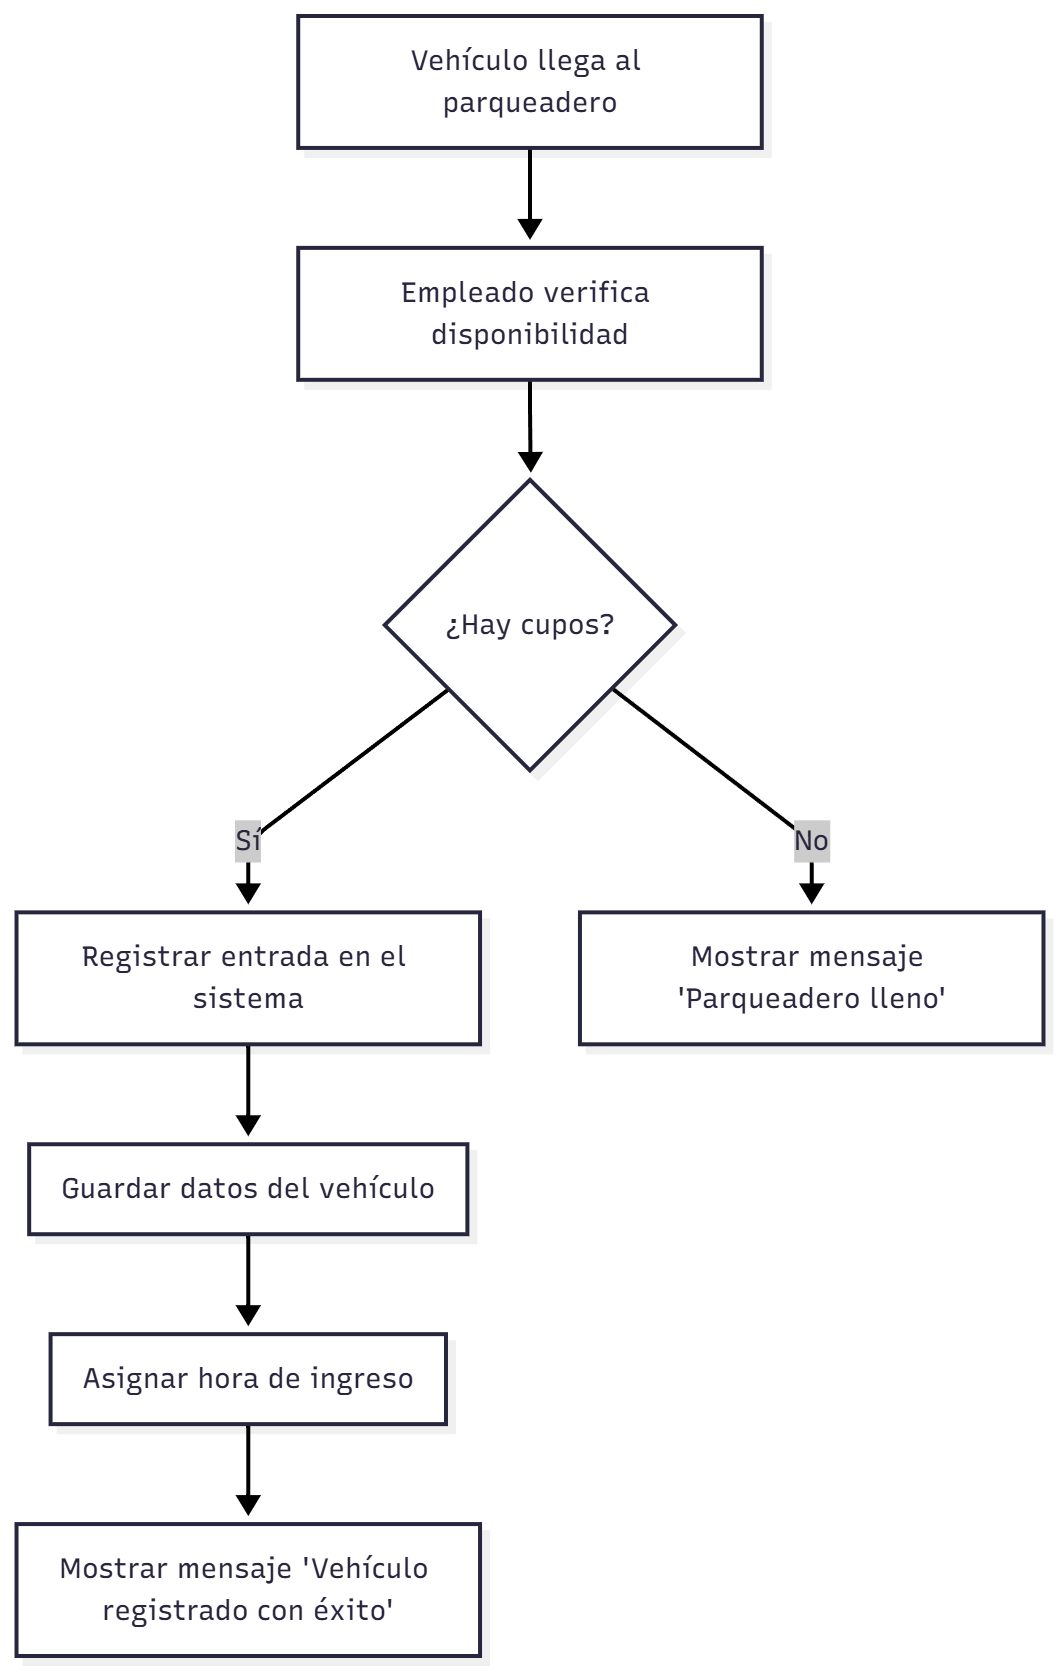 Vehículo llega al
parqueadero
Empleado verifica
disponibilidad
¿Hay cupos?
Sí
No
Registrar entrada en el
sistema
Mostrar mensaje
'Parqueadero lleno'
Guardar datos del vehículo
Asignar hora de ingreso
Mostrar mensaje 'Vehículo
registrado con éxito'